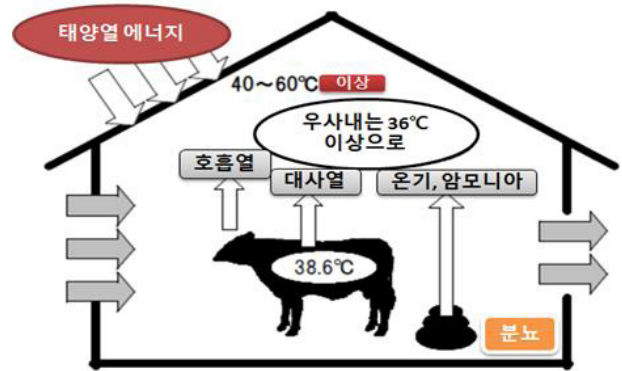 태양열 에너지
40~60℃ 이상
우사내는 36℃
이상으로
호흡열
대사열
온기, 암모니아
38.6℃
분뇨